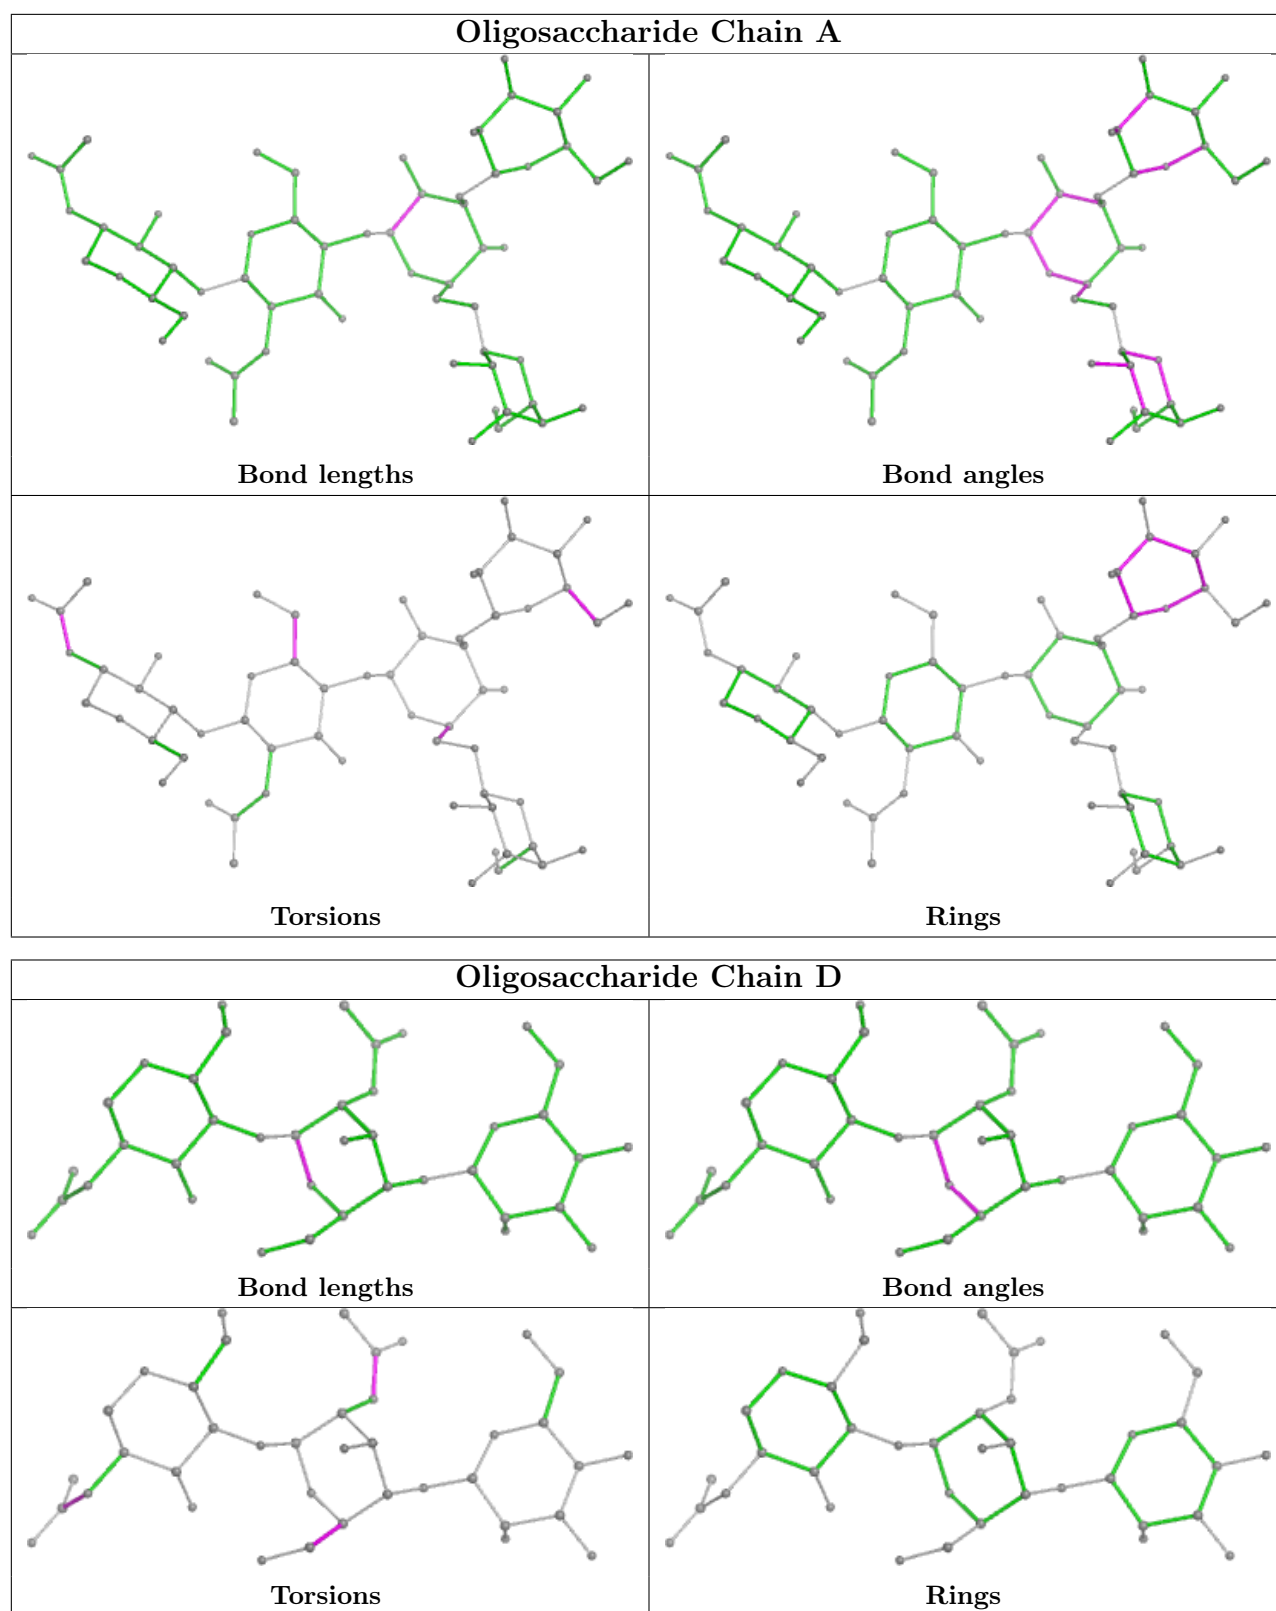 Oligosaccharide Chain A
Bond lengths
Bond angles
Torsions
Rings
Oligosaccharide Chain D
Bond lengths
Bond angles
Torsions
Rings